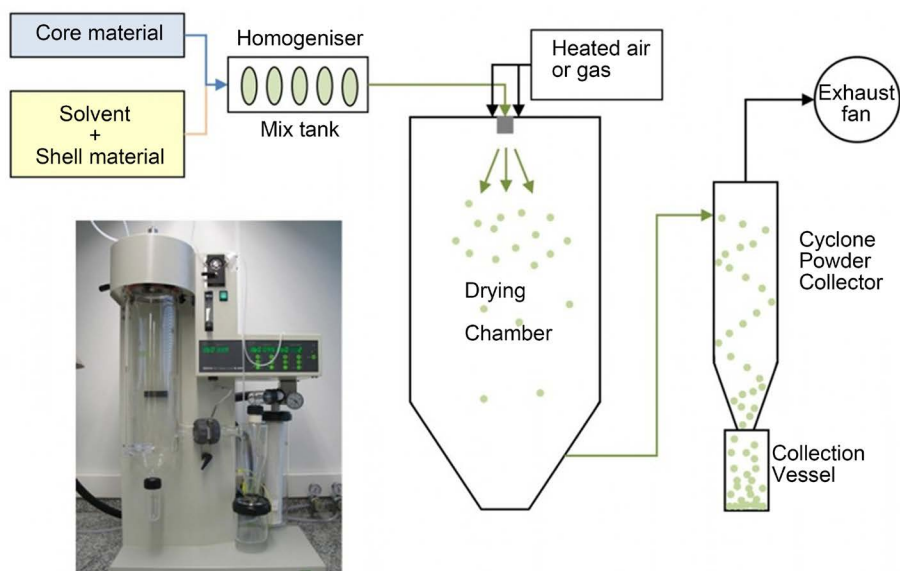 Core material
Solvent
+
Shell material
Homogeniser
Mix tank
Heated air
or gas
Exhaust
fan
Drying
Chamber
Cyclone
Powder
Collector
Collection
Vessel